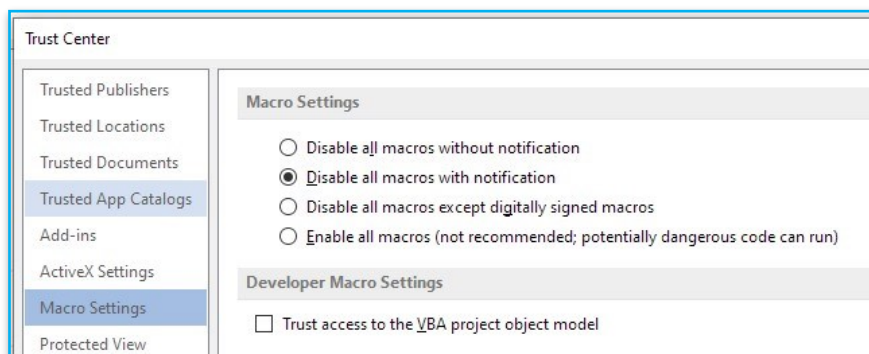 Trust Center
Trusted Publishers
Trusted Locations
Trusted Documents
Trusted App Catalogs
Add-ins
ActiveX Settings
Macro Settings
Protected View
Macro Settings
Disable all macros without notification
Disable all macros with notification
Disable all macros except digitally signed macros
Enable all macros (not recommended; potentially dangerous code can run)
Developer Macro Settings
Trust access to the VBA project object model